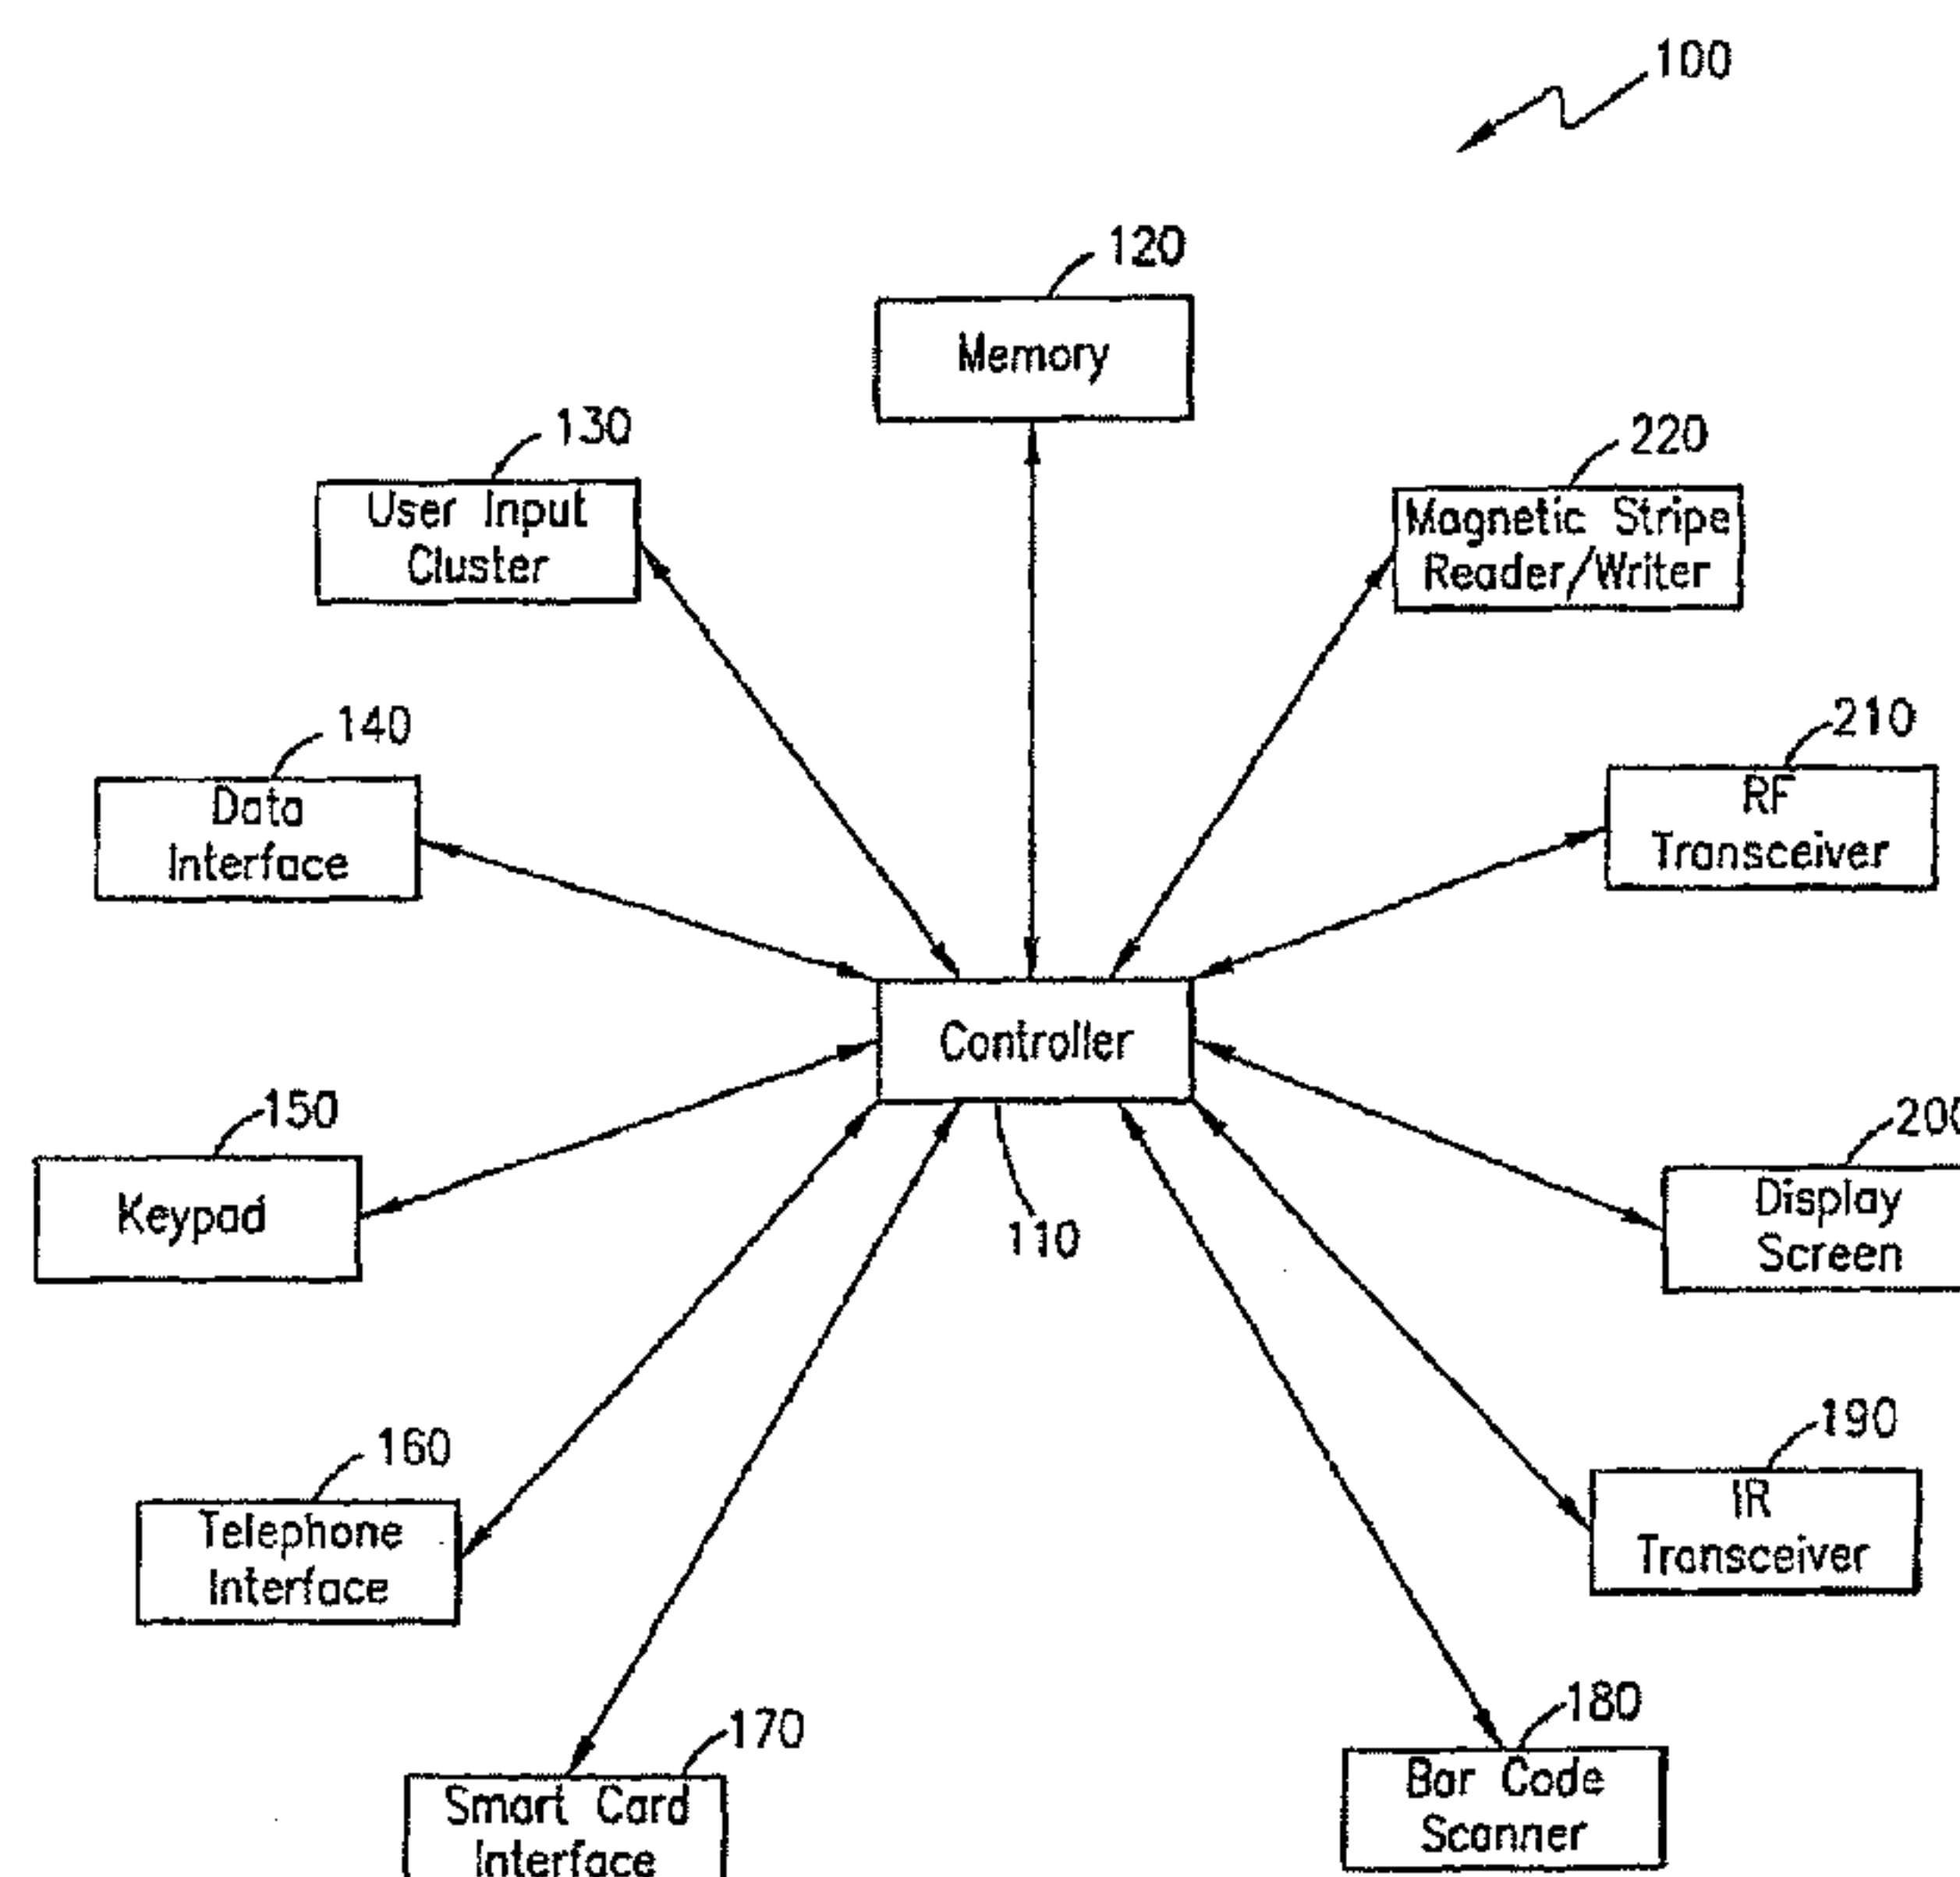 100
120
Memory
130
User Input
Cluster
220
Magnetic Stripe
Reader/Writer
140
Data
Interface
210
RF
Transceiver
Controller
110
150
Keypad
200
Display
Screen
160
Telephone
Interface
190
IR
Transceiver
170
Smart Card
Interface
180
Bar Code
Scanner